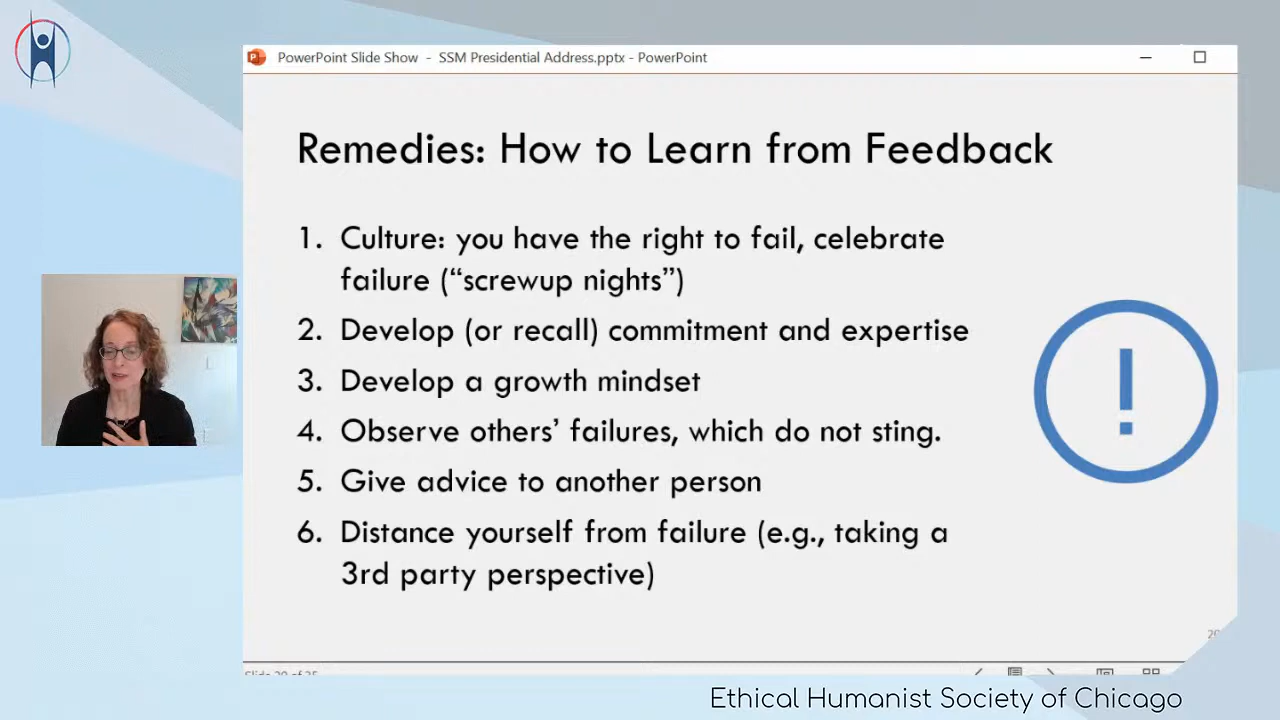 PowerPoint Slide Show - SSM Presidential Address.pptx - PowerPoint
Remedies: How to Learn from Feedback
1. Culture: you have the right to fail, celebrate
failure (“screwup nights”)
2. Develop (or recall) commitment and expertise
3. Develop a growth mindset
4. Observe others’ failures, which do not sting.
5. Give advice to another person
6. Distance yourself from failure (e.g., taking a
3rd party perspective)
!
Ethical Humanist Society of Chicago